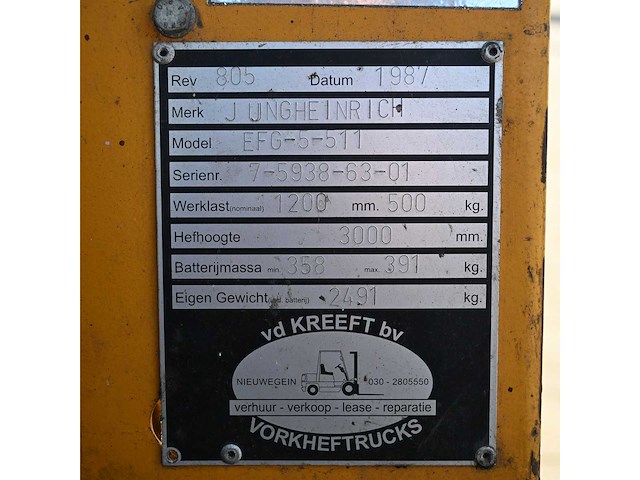 Rev 805 Datum 1987
Merk JUNGHEINRICH
Model EFG-5-511
Serienr. 7-5938-63-01
Werklast(nominaal) 1200 mm. 500 kg.
Hefhoogte 3000 mm.
Batterijmassa min. 358 max. 391 kg.
Eigen Gewicht(inkl. batterij) 2491 kg.
vd KREEFT bv
NIEUWEGEIN 030 - 2805550
verhuur - verkoop - lease - reparatie
VORKHEFTRUCKS